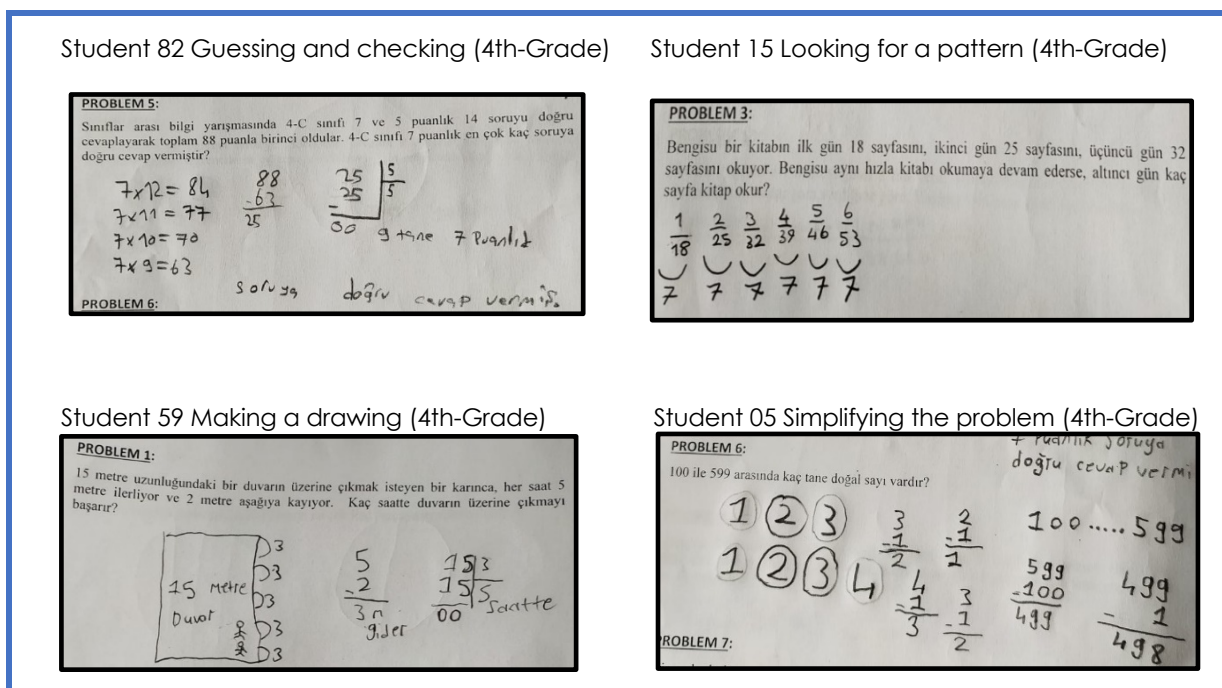 Student 82 Guessing and checking (4th-Grade)
PROBLEM 5:
Sınıflar arası bilgi yarışmasında 4-C sınıfı 7 ve 5 puanlık 14 soruyu doğru
cevaplayarak toplam 88 puanla birinci oldular. 4-C sınıfı 7 puanlık en çok kaç soruya
doğru cevap vermiştir?
7x12= 84
7x11 = 77
7x10= 70
7x9=63
88
-63
25
25 5
- 25 5
00
9 tane 7 Puanlık
soruya doğru cevap vermiş.
PROBLEM 6:
Student 15 Looking for a pattern (4th-Grade)
PROBLEM 3:
Bengisu bir kitabın ilk gün 18 sayfasını, ikinci gün 25 sayfasını, üçüncü gün 32
sayfasını okuyor. Bengisu aynı hızla kitabı okumaya devam ederse, altıncı gün kaç
sayfa kitap okur?
1 2 3 4 5 6
18 25 32 39 46 53
7 7 7 7 7 7
Student 59 Making a drawing (4th-Grade)
PROBLEM 1:
15 metre uzunluğundaki bir duvarın üzerine çıkmak isteyen bir karınca, her saat 5
metre ilerliyor ve 2 metre aşağıya kayıyor. Kaç saatte duvarın üzerine çıkmayı
başarır?
15 metre
Duvar
3
3
3
3
3
5
-2
3
gider
15 3
15 5 Saatte
00
Student 05 Simplifying the problem (4th-Grade)
PROBLEM 6:
100 ile 599 arasında kaç tane doğal sayı vardır?
soruya
doğru cevap vermi
1 2 3
1 2 3 4
3
-1
2
2
-1
1
4
-1
3
3
-1
2
100.....599
599
-100
499
499
- 1
498
ROBLEM 7: